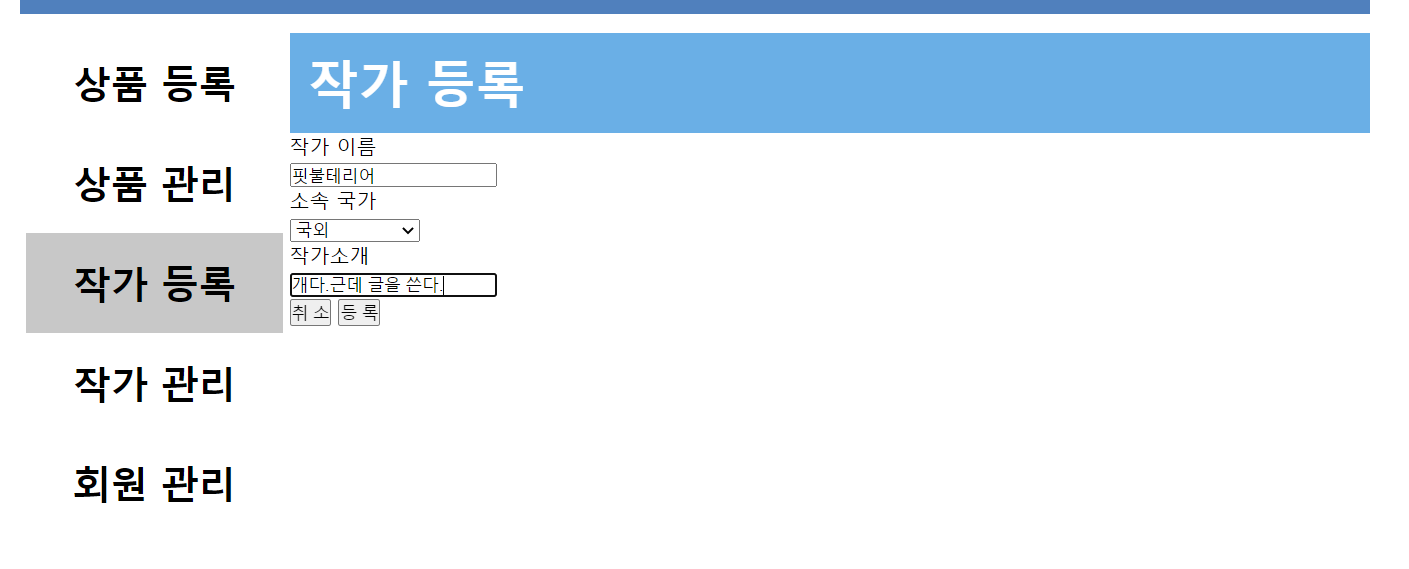 상품 등록
상품 관리
작가 등록
작가 관리
회원 관리
작가 등록
작가 이름
핏불테리어
소속 국가
국외
작가소개
개다.근데 글을 쓴다.
취 소 등 록